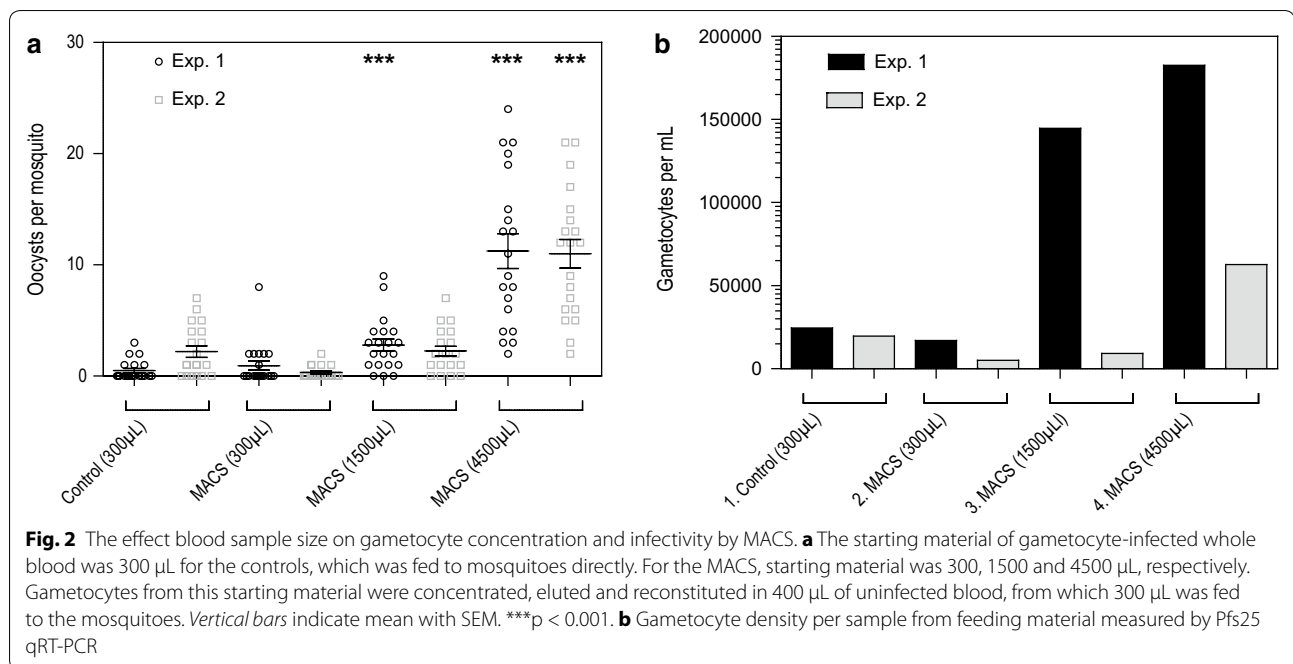 a
30
20
10
0
Oocysts per mosquito
Exp. 1
Exp. 2
***
***
***
Control (300µL)
MACS (300µL)
MACS (1500µL)
MACS (4500µL)
b
200000
150000
100000
50000
0
Gametocytes per mL
Exp. 1
Exp. 2
1. Control (300µL)
2. MACS (300µL)
3. MACS (1500µLl)
4. MACS (4500µL)
Fig. 2 The effect blood sample size on gametocyte concentration and infectivity by MACS. a The starting material of gametocyte-infected whole
blood was 300 µL for the controls, which was fed to mosquitoes directly. For the MACS, starting material was 300, 1500 and 4500 µL, respectively.
Gametocytes from this starting material were concentrated, eluted and reconstituted in 400 µL of uninfected blood, from which 300 µL was fed
to the mosquitoes. Vertical bars indicate mean with SEM. ***p < 0.001. b Gametocyte density per sample from feeding material measured by Pfs25
qRT-PCR